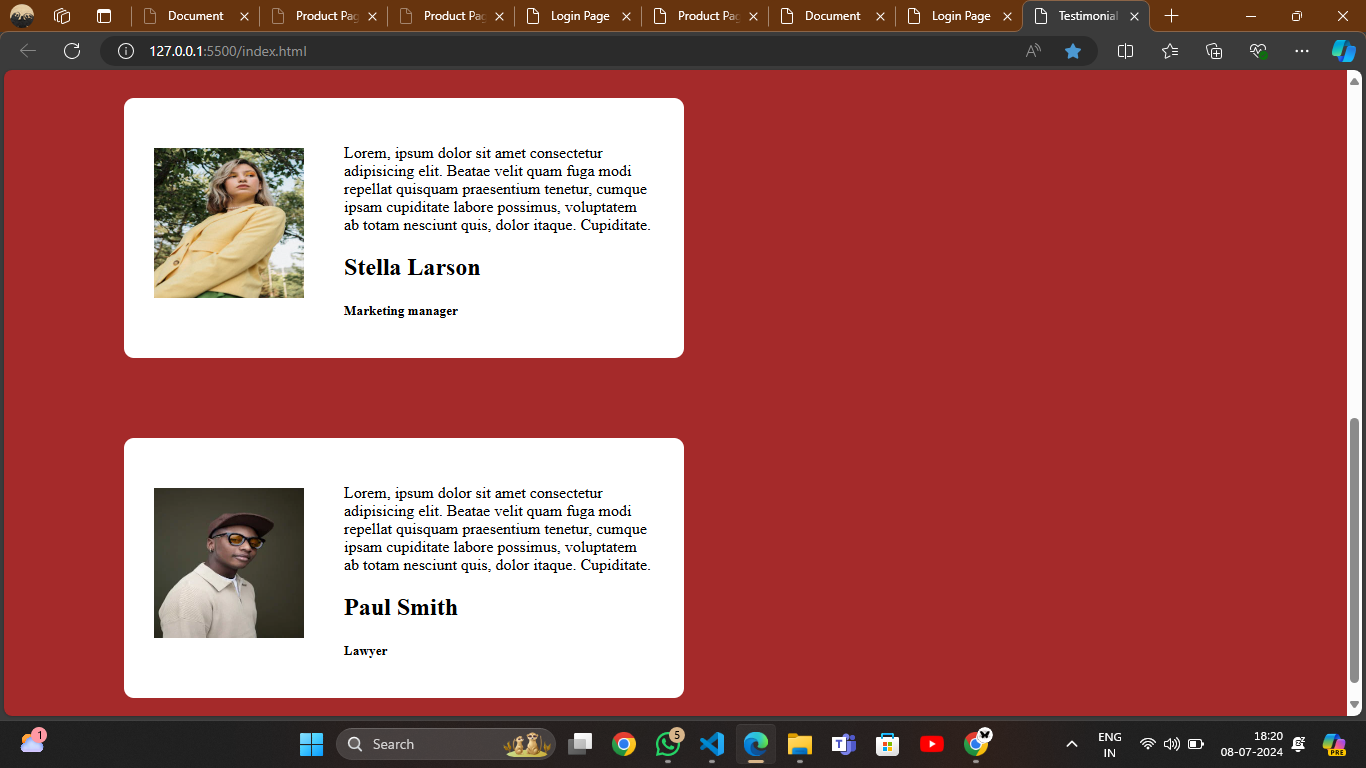 Document
Product Pag
Product Pag
Login Page
Product Pag
Document
Login Page
Testimonial
127.0.0.1:5500/index.html
Lorem, ipsum dolor sit amet consectetur
adipisicing elit. Beatae velit quam fuga modi
repellat quisquam praesentium tenetur, cumque
ipsam cupiditate labore possimus, voluptatem
ab totam nesciunt quis, dolor itaque. Cupiditate.
Stella Larson
Marketing manager
Lorem, ipsum dolor sit amet consectetur
adipisicing elit. Beatae velit quam fuga modi
repellat quisquam praesentium tenetur, cumque
ipsam cupiditate labore possimus, voluptatem
ab totam nesciunt quis, dolor itaque. Cupiditate.
Paul Smith
Lawyer
1
Search
5
PRE
ENG
IN
18:20
08-07-2024